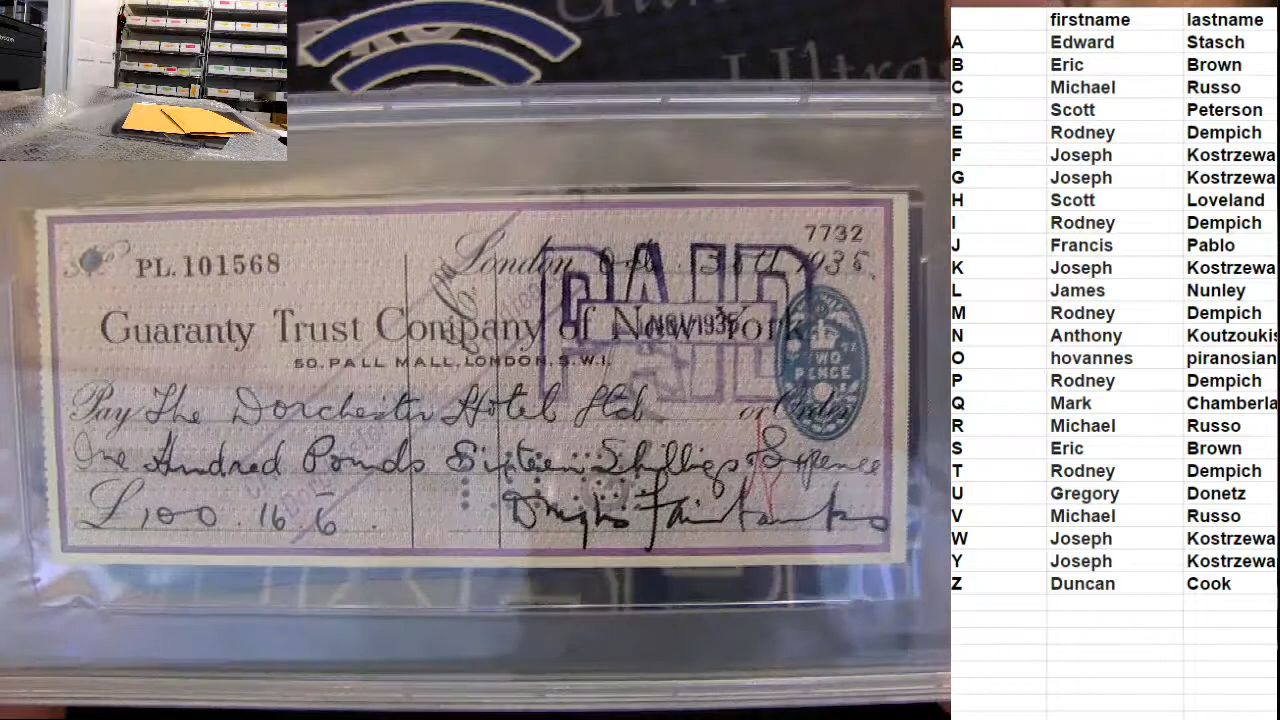 7732
PL.101568
London
1935
PAID
NOV 1935
Guaranty Trust Company of New York
50, PALL MALL, LONDON, S.W.1.
TWO PENCE
Pay The Dorchester Hotel Ltd or Order
One Hundred Pounds Sixteen Shillings & Sixpence
£100.16.6.
Douglas Fairbanks
firstname lastname
A Edward Stasch
B Eric Brown
C Michael Russo
D Scott Peterson
E Rodney Dempich
F Joseph Kostrzewa
G Joseph Kostrzewa
H Scott Loveland
I Rodney Dempich
J Francis Pablo
K Joseph Kostrzewa
L James Nunley
M Rodney Dempich
N Anthony Koutzoukis
O hovannes piranosian
P Rodney Dempich
Q Mark Chamberla
R Michael Russo
S Eric Brown
T Rodney Dempich
U Gregory Donetz
V Michael Russo
W Joseph Kostrzewa
Y Joseph Kostrzewa
Z Duncan Cook